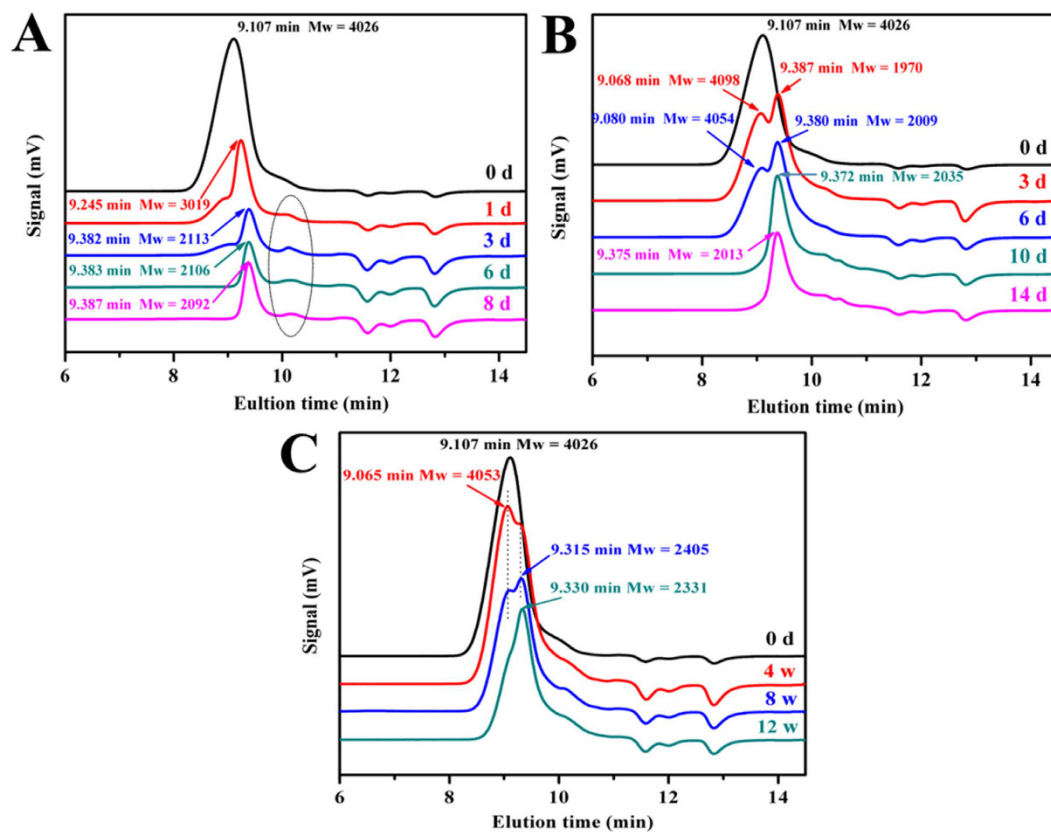 A
9.107 min Mw = 4026
0 d
9.245 min Mw = 3019
1 d
9.382 min Mw = 2113
3 d
9.383 min Mw = 2106
6 d
9.387 min Mw = 2092
8 d
Signal (mV)
6 8 10 12 14
Eultion time (min)
B
9.107 min Mw = 4026
9.068 min Mw = 4098
9.387 min Mw = 1970
9.080 min Mw = 4054
9.380 min Mw = 2009
0 d
9.372 min Mw = 2035
3 d
6 d
9.375 min Mw = 2013
10 d
14 d
Signal (mV)
6 8 10 12 14
Elution time (min)
C
9.107 min Mw = 4026
9.065 min Mw = 4053
9.315 min Mw = 2405
9.330 min Mw = 2331
0 d
4 w
8 w
12 w
Signal (mV)
6 8 10 12 14
Elution time (min)